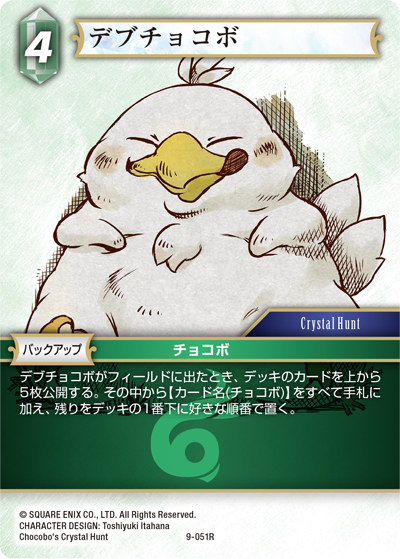 4
デブチョコボ
Crystal Hunt
バックアップ
チョコボ
デブチョコボがフィールドに出たとき、デッキのカードを上から
5枚公開する。その中から【カード名(チョコボ)】をすべて手札に
加え、残りをデッキの1番下に好きな順番で置く。
© SQUARE ENIX CO., LTD. All Rights Reserved.
CHARACTER DESIGN: Toshiyuki Itahana
Chocobo's Crystal Hunt 9-051R